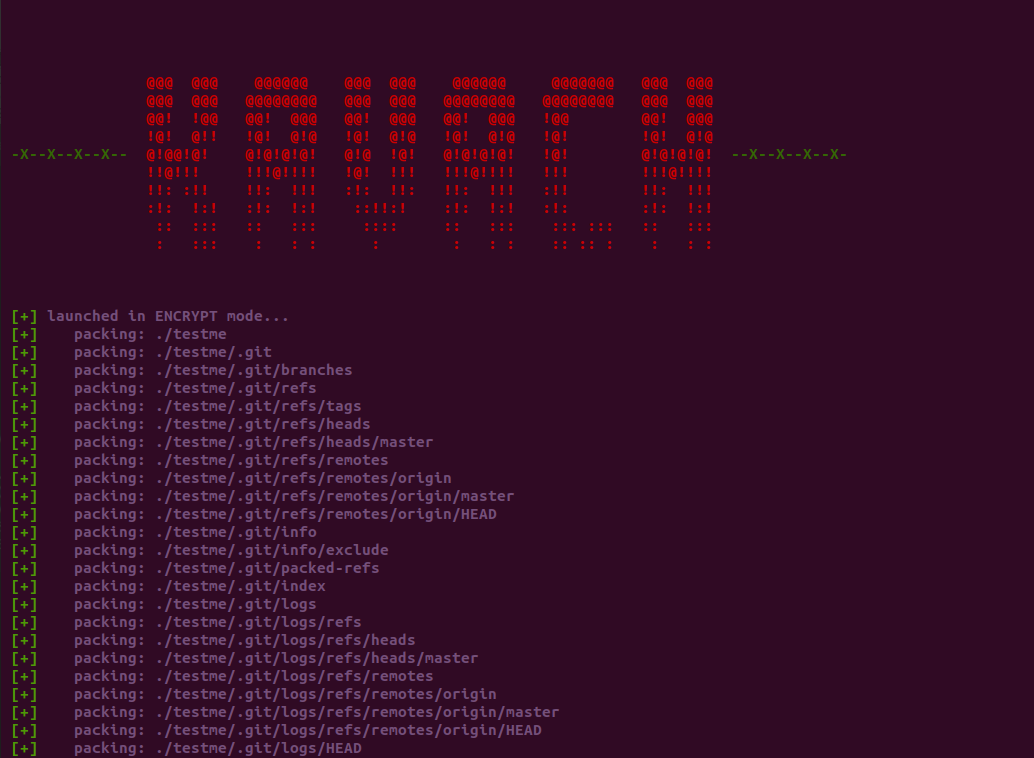 @@@  @@@    @@@@@@    @@@  @@@    @@@@@@     @@@@@@@   @@@  @@@
               @@@  @@@   @@@@@@@@   @@@  @@@   @@@@@@@@   @@@@@@@@   @@@  @@@
               @@!  !@@   @@!  @@@   @@!  @@@   @@!  @@@   !@@        @@!  @@@
               !@!  @!!   !@!  @!@   !@!  @!@   !@!  @!@   !@!        !@!  @!@
-X--X--X--X--  @!@@!@!    @!@!@!@!   @!@  !@!   @!@!@!@!   !@!        @!@!@!@!  --X--X--X--X-
               !!@!!!     !!!@!!!!   !@!  !!!   !!!@!!!!   !!!        !!!@!!!!
               !!: :!!    !!:  !!!   :!:  !!:   !!:  !!!   :!!        !!:  !!!
               :!:  !:!   :!:  !:!    ::!!:!    :!:  !:!   :!:        :!:  !:!
                ::  :::   ::   :::     ::::     ::   :::    ::: :::   ::   :::
                :   :::    :   : :      :        :   : :    :: :: :    :   : :
[+] launched in ENCRYPT mode...
[+]    packing: ./testme
[+]    packing: ./testme/.git
[+]    packing: ./testme/.git/branches
[+]    packing: ./testme/.git/refs
[+]    packing: ./testme/.git/refs/tags
[+]    packing: ./testme/.git/refs/heads
[+]    packing: ./testme/.git/refs/heads/master
[+]    packing: ./testme/.git/refs/remotes
[+]    packing: ./testme/.git/refs/remotes/origin
[+]    packing: ./testme/.git/refs/remotes/origin/master
[+]    packing: ./testme/.git/refs/remotes/origin/HEAD
[+]    packing: ./testme/.git/info
[+]    packing: ./testme/.git/info/exclude
[+]    packing: ./testme/.git/packed-refs
[+]    packing: ./testme/.git/index
[+]    packing: ./testme/.git/logs
[+]    packing: ./testme/.git/logs/refs
[+]    packing: ./testme/.git/logs/refs/heads
[+]    packing: ./testme/.git/logs/refs/heads/master
[+]    packing: ./testme/.git/logs/refs/remotes
[+]    packing: ./testme/.git/logs/refs/remotes/origin
[+]    packing: ./testme/.git/logs/refs/remotes/origin/master
[+]    packing: ./testme/.git/logs/refs/remotes/origin/HEAD
[+]    packing: ./testme/.git/logs/HEAD